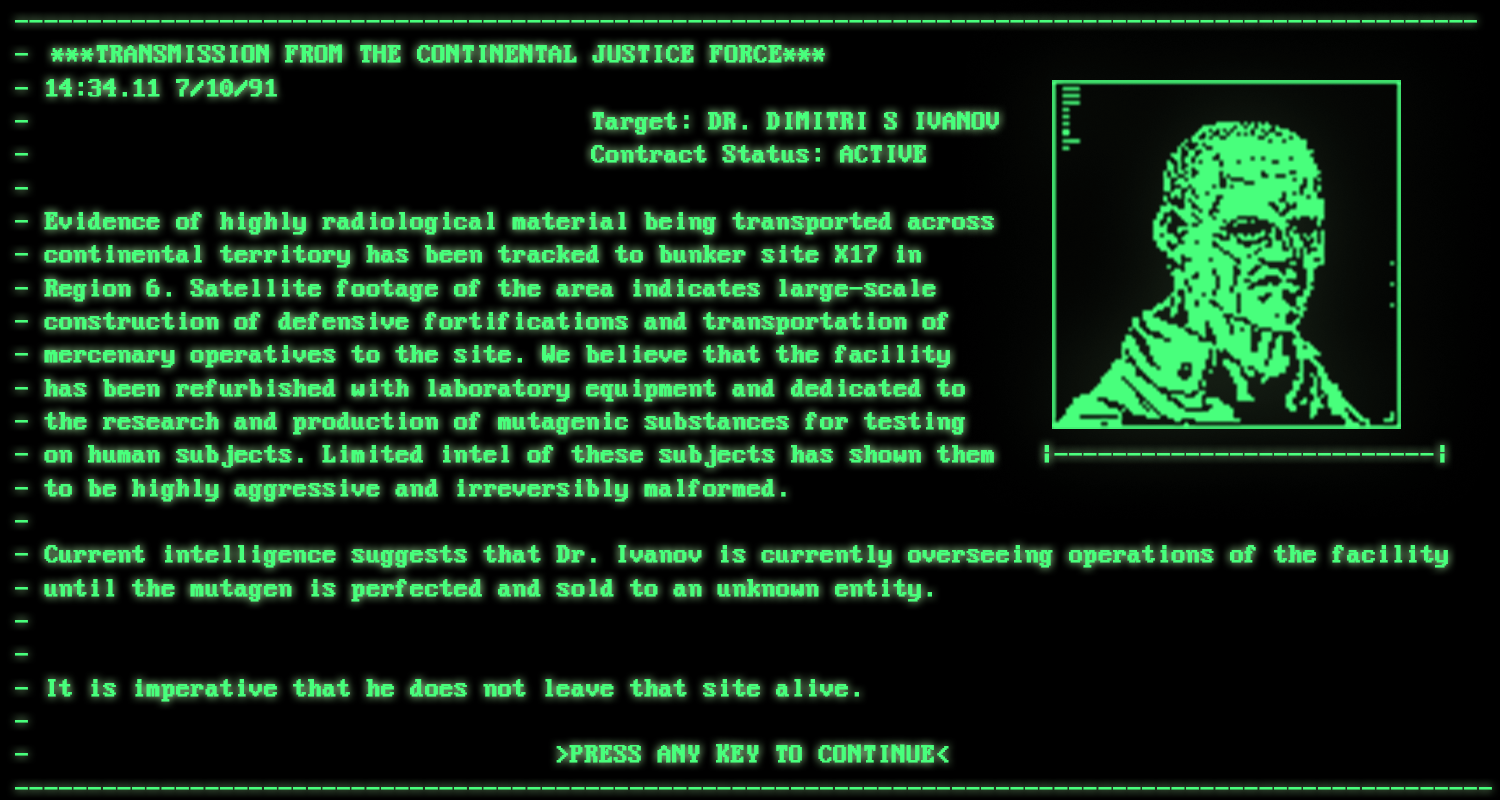 ***TRANSMISSION FROM THE CONTINENTAL JUSTICE FORCE***
14:34.11 7/10/91
Target: DR. DIMITRI S IVANOV
Contract Status: ACTIVE
Evidence of highly radiological material being transported across
continental territory has been tracked to bunker site X17 in
Region 6. Satellite footage of the area indicates large-scale
construction of defensive fortifications and transportation of
mercenary operatives to the site. We believe that the facility
has been refurbished with laboratory equipment and dedicated to
the research and production of mutagenic substances for testing
on human subjects. Limited intel of these subjects has shown them
to be highly aggressive and irreversibly malformed.
Current intelligence suggests that Dr. Ivanov is currently overseeing operations of the facility
until the mutagen is perfected and sold to an unknown entity.
It is imperative that he does not leave that site alive.
>PRESS ANY KEY TO CONTINUE<